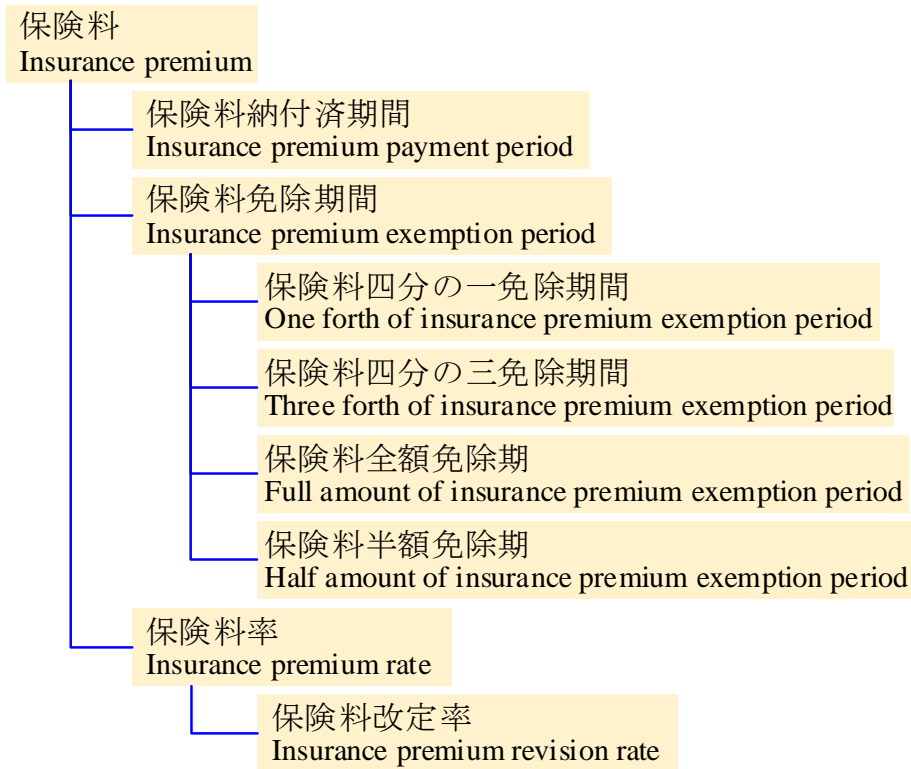 保険料
Insurance premium
保険料納付済期間
Insurance premium payment period
保険料免除期間
Insurance premium exemption period
保険料四分の一免除期間
One forth of insurance premium exemption period
保険料四分の三免除期間
Three forth of insurance premium exemption period
保険料全額免除期
Full amount of insurance premium exemption period
保険料半額免除期
Half amount of insurance premium exemption period
保険料率
Insurance premium rate
保険料改定率
Insurance premium revision rate